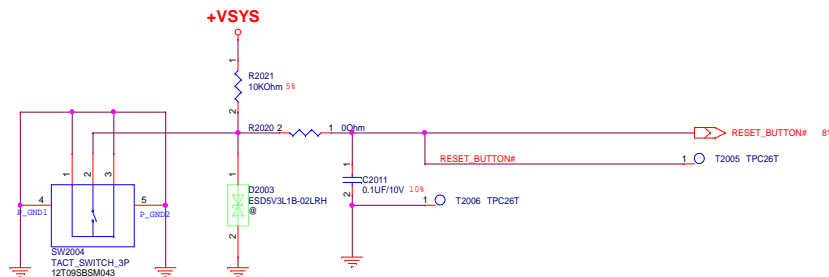 +VSYS
1
R2021
10KOhm 5%
2
R2020 2 1 0Ohm
RESET_BUTTON# 8
RESET_BUTTON#
1 T2005 TPC26T
1 2 3
1
D2003
ESD5V3L1B-02LRH
@
2
1
C2011
0.1UF/10V 10%
2
1 T2006 TPC26T
4 5
P_GND1 P_GND2
SW2004
TACT_SWITCH_3P
12T09SBSM043